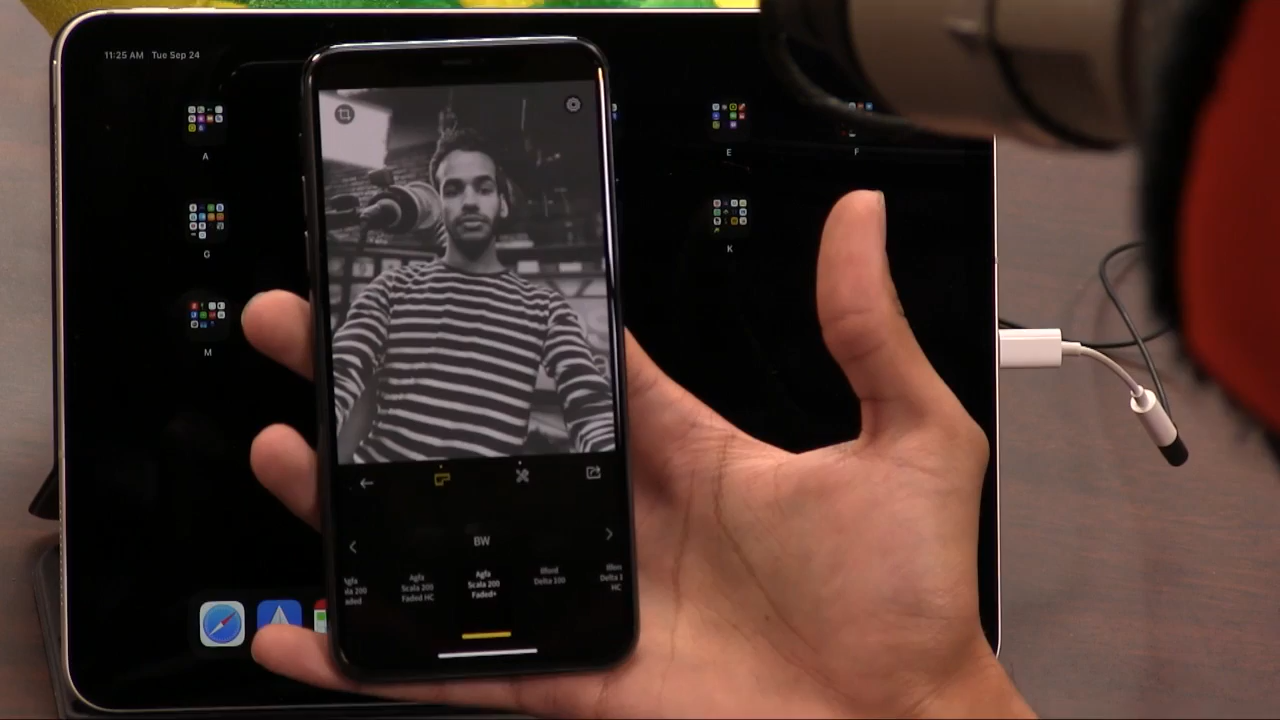 11:25 AM Tue Sep 24
A
E
F
G
K
M
BW
Agfa
Scala 200
Faded HC
Agfa
Scala 200
Faded+
Ilford
Delta 100
HC